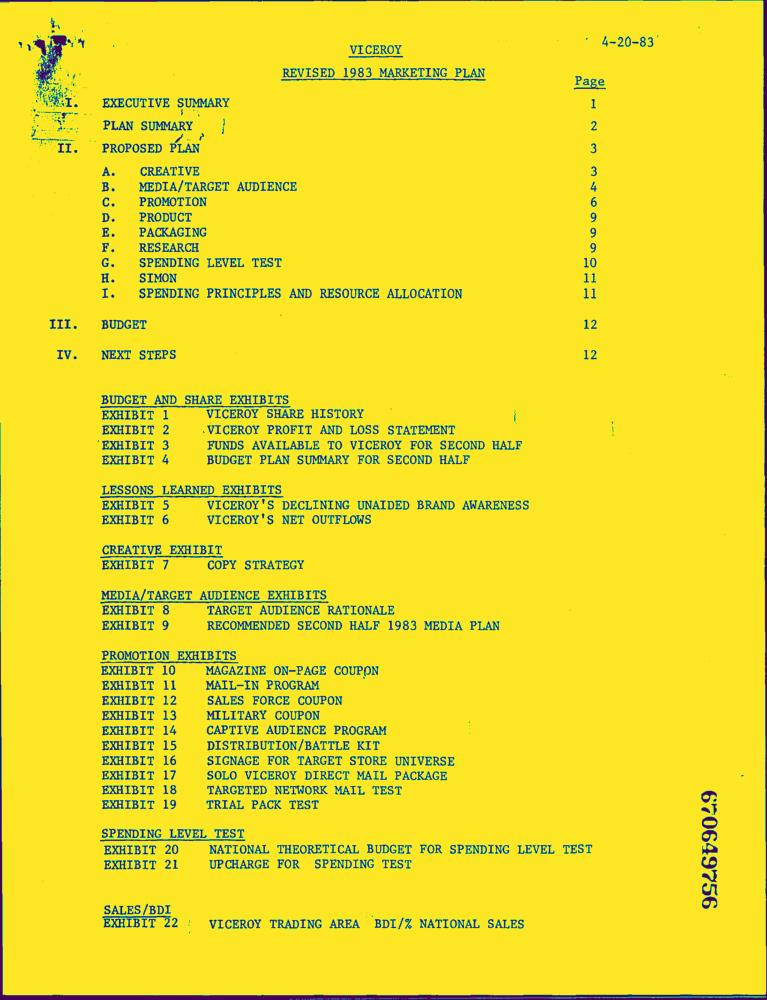 4-20-83
VICEROY
REVISED 1983 MARKETING PLAN
Page
I. EXECUTIVE SUMMARY 1
PLAN SUMMARY 2
II. PROPOSED PLAN 3
A. CREATIVE 3
B. MEDIA/TARGET AUDIENCE 4
C. PROMOTION 6
D. PRODUCT 9
E. PACKAGING 9
F. RESEARCH 9
G. SPENDING LEVEL TEST 10
H. SIMON 11
I. SPENDING PRINCIPLES AND RESOURCE ALLOCATION 11
III. BUDGET 12
IV. NEXT STEPS 12
BUDGET AND SHARE EXHIBITS
EXHIBIT 1 VICEROY SHARE HISTORY
EXHIBIT 2 VICEROY PROFIT AND LOSS STATEMENT
EXHIBIT 3 FUNDS AVAILABLE TO VICEROY FOR SECOND HALF
EXHIBIT 4 BUDGET PLAN SUMMARY FOR SECOND HALF
LESSONS LEARNED EXHIBITS
EXHIBIT 5 VICEROY'S DECLINING UNAIDED BRAND AWARENESS
EXHIBIT 6 VICEROY'S NET OUTFLOWS
CREATIVE EXHIBIT
EXHIBIT 7 COPY STRATEGY
MEDIA/TARGET AUDIENCE EXHIBITS
EXHIBIT 8 TARGET AUDIENCE RATIONALE
EXHIBIT 9 RECOMMENDED SECOND HALF 1983 MEDIA PLAN
PROMOTION EXHIBITS
EXHIBIT 10 MAGAZINE ON-PAGE COUPON
EXHIBIT 11 MAIL-IN PROGRAM
EXHIBIT 12 SALES FORCE COUPON
EXHIBIT 13 MILITARY COUPON
EXHIBIT 14 CAPTIVE AUDIENCE PROGRAM
EXHIBIT 15 DISTRIBUTION/BATTLE KIT
EXHIBIT 16 SIGNAGE FOR TARGET STORE UNIVERSE
EXHIBIT 17 SOLO VICEROY DIRECT MAIL PACKAGE
EXHIBIT 18 TARGETED NETWORK MAIL TEST
EXHIBIT 19 TRIAL PACK TEST
SPENDING LEVEL TEST
EXHIBIT 20 NATIONAL THEORETICAL BUDGET FOR SPENDING LEVEL TEST
EXHIBIT 21 UPCHARGE FOR SPENDING TEST
SALES/BDI
EXHIBIT 22 VICEROY TRADING AREA BDI/% NATIONAL SALES
670649756